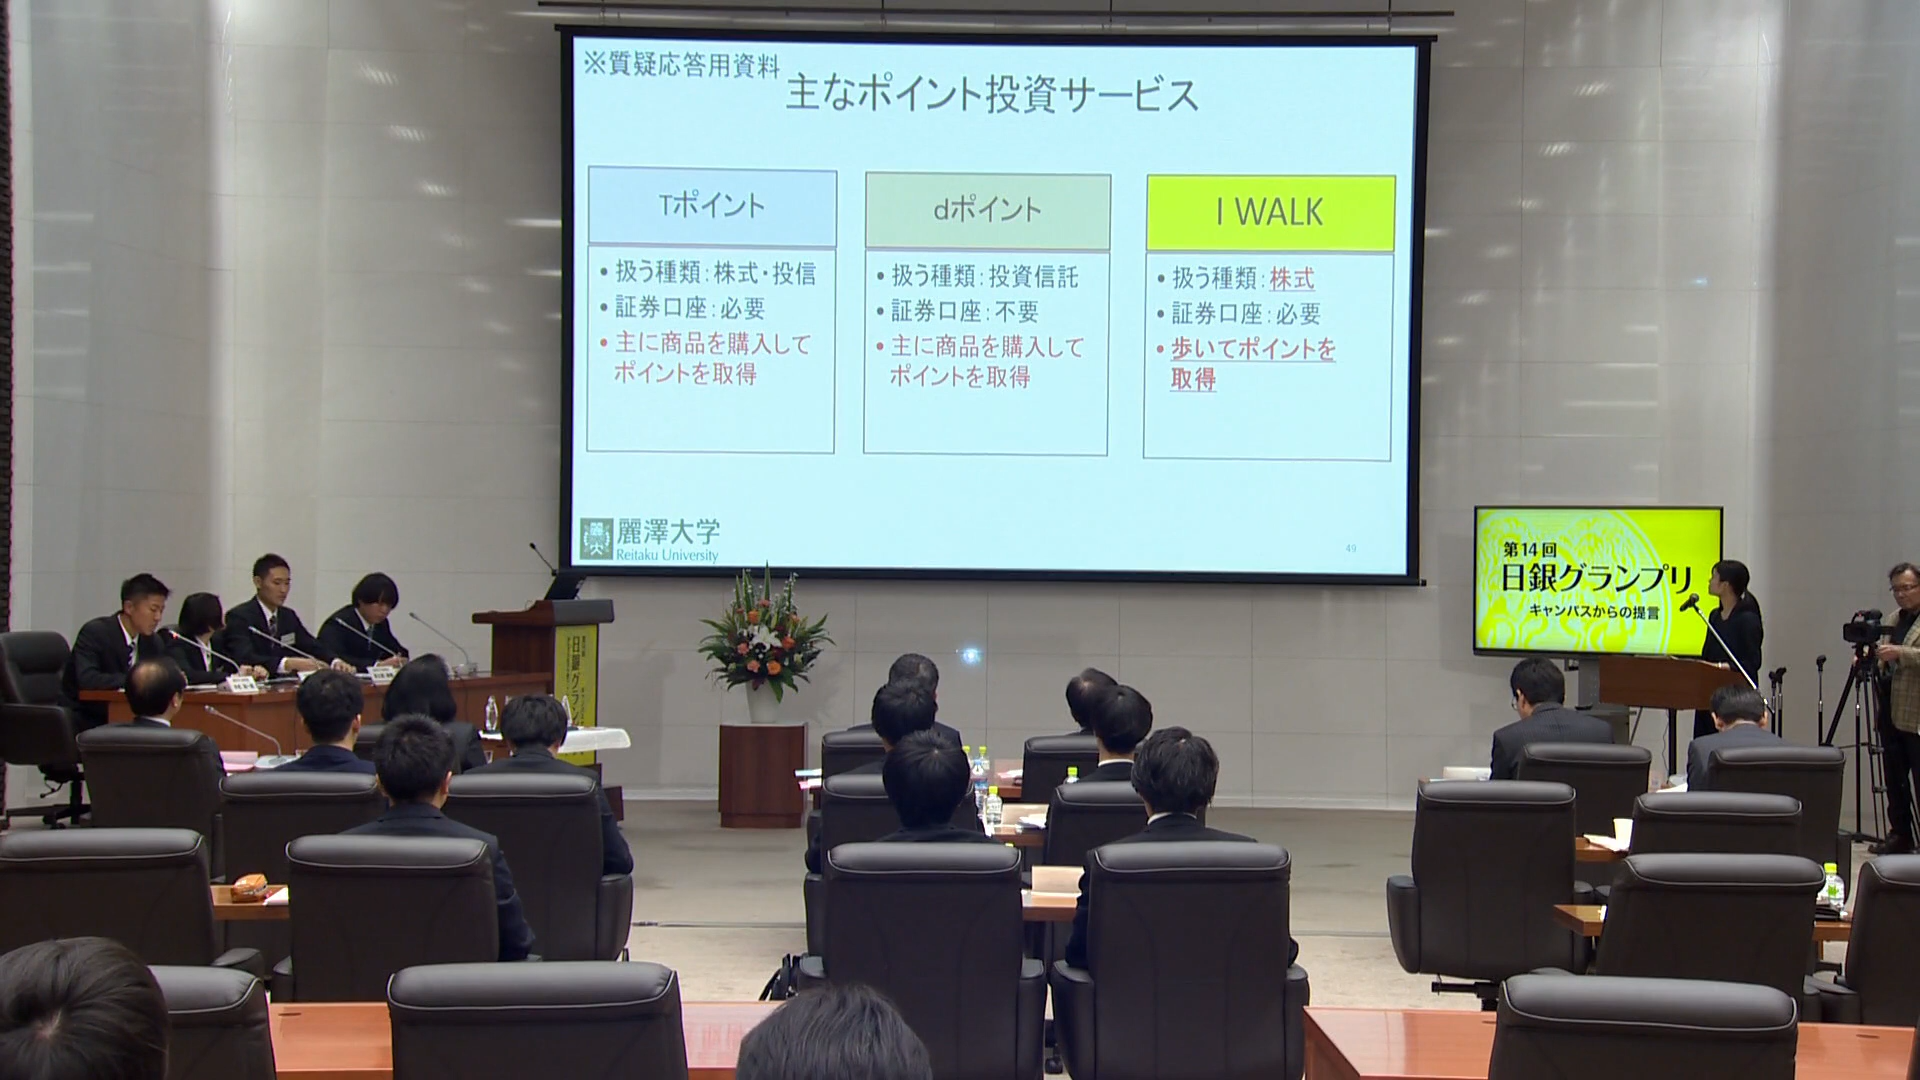 ※質疑応答用資料
主なポイント投資サービス
Tポイント
•扱う種類:株式・投信
•証券口座:必要
•主に商品を購入して
ポイントを取得
dポイント
•扱う種類:投資信託
•証券口座:不要
•主に商品を購入して
ポイントを取得
I WALK
•扱う種類:株式
•証券口座:必要
•歩いてポイントを
取得
麗澤大学
Reitaku University
49
第14回
日銀グランプリ
キャンパスからの提言
日銀グランプリ